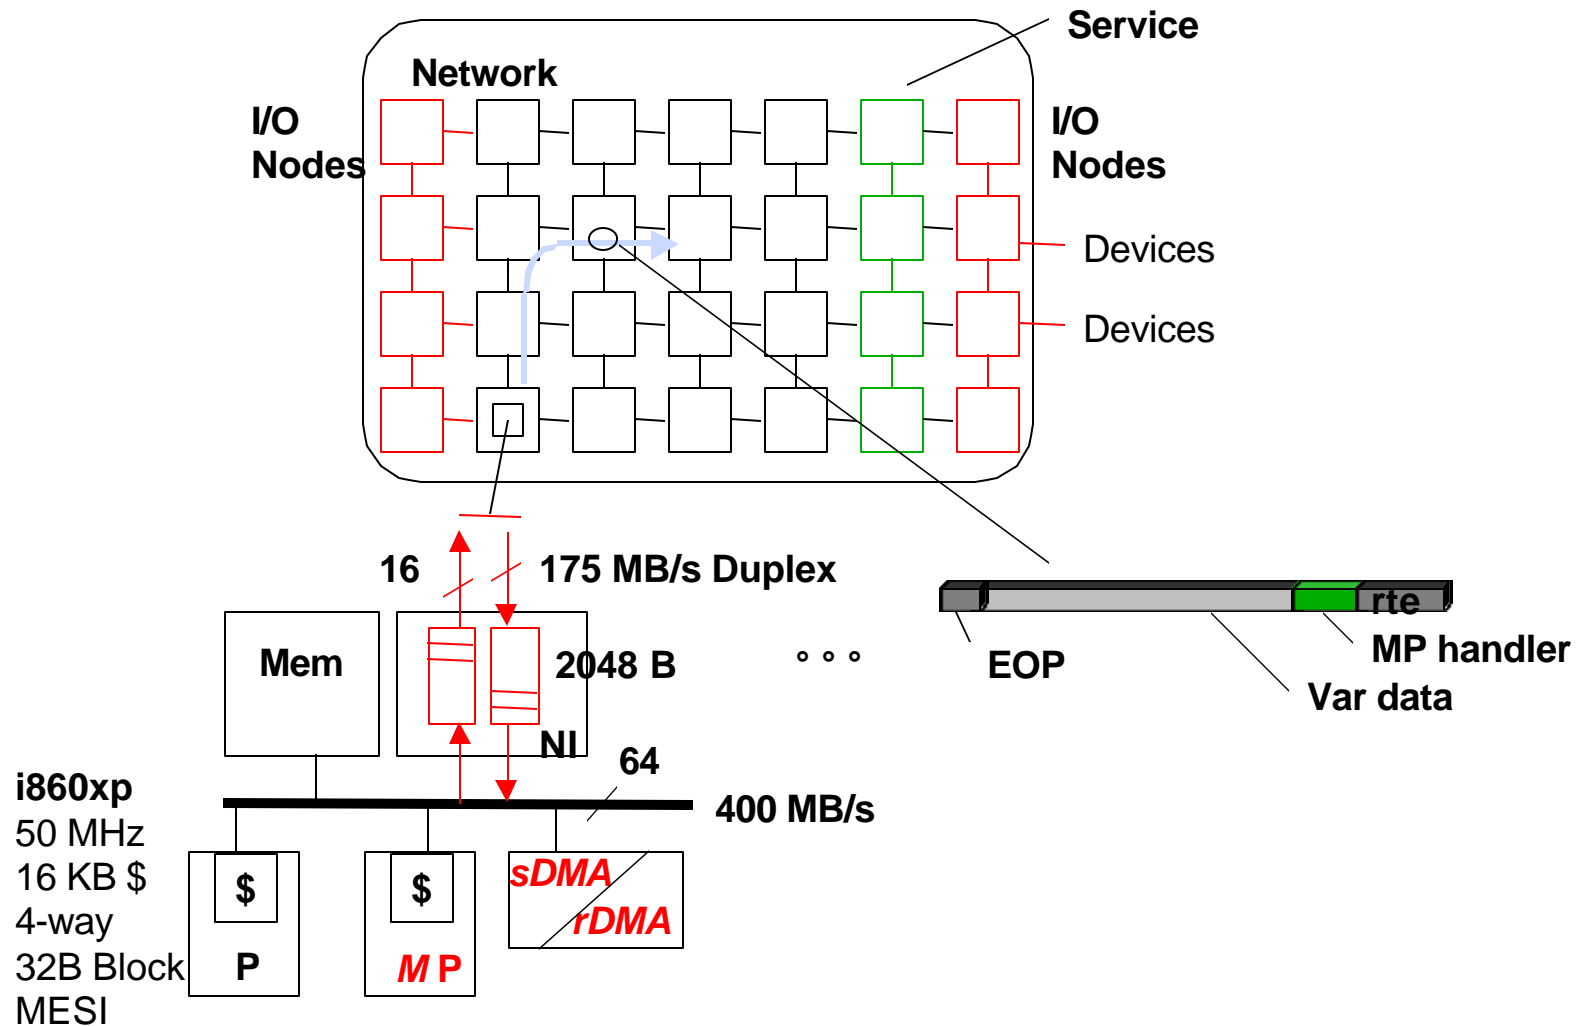 Service
Network
I/O
Nodes
I/O
Nodes
Devices
Devices
16
175 MB/s Duplex
rte
MP handler
Mem
2048 B
° ° °
EOP
Var data
NI
64
i860xp
50 MHz
16 KB $
4-way
32B Block
MESI
400 MB/s
$
$
sDMA
rDMA
P
M P